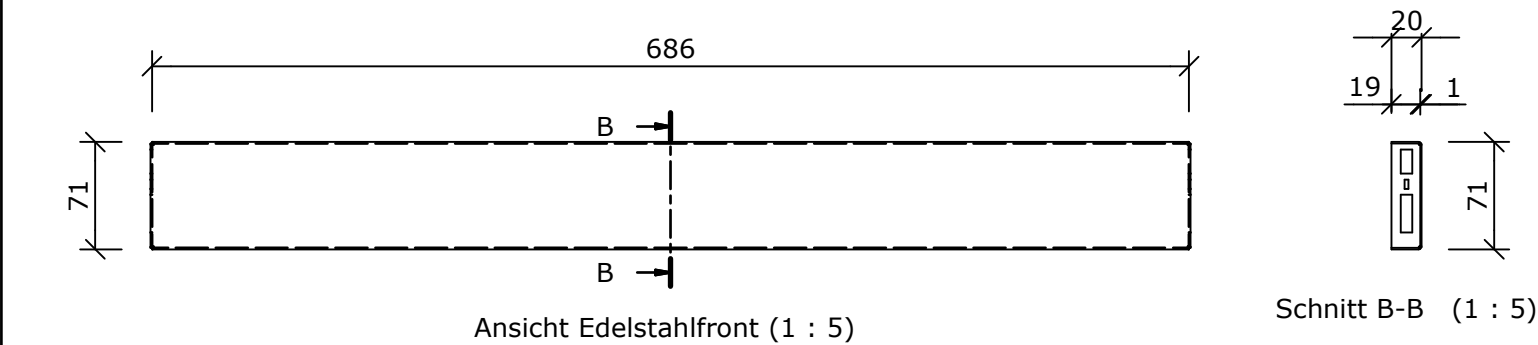 686
20
19
1
B
71
71
B
Ansicht Edelstahlfront (1 : 5)
Schnitt B-B (1 : 5)